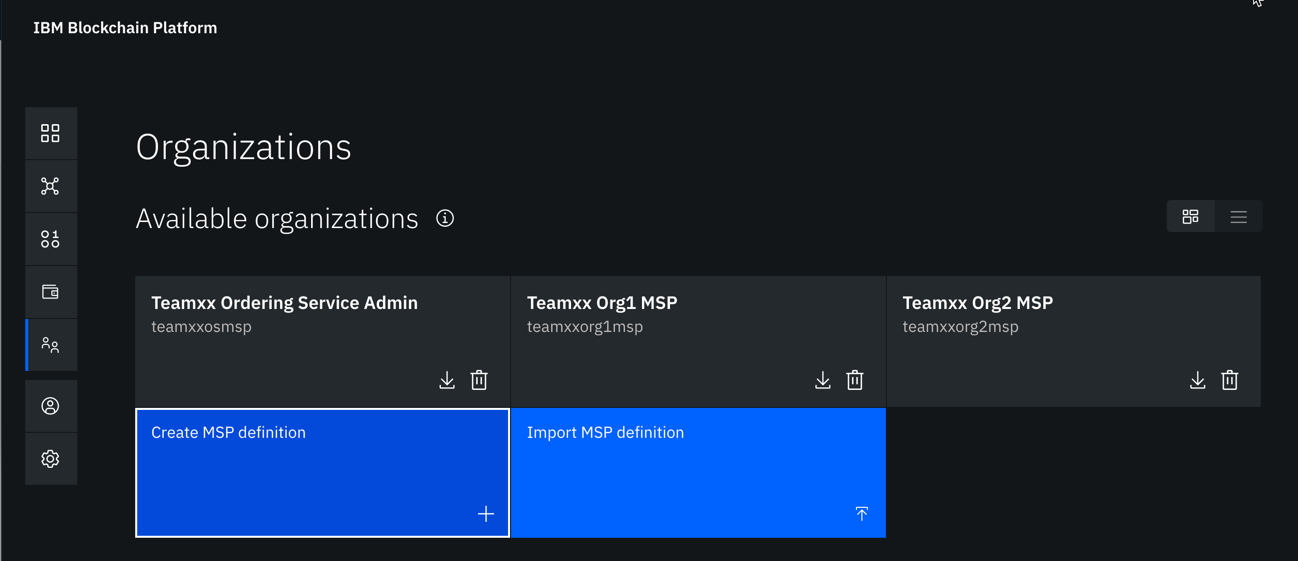 IBM Blockchain Platform
Organizations
Available organizations
Teamxx Ordering Service Admin
teamxxosmsp
Teamxx Org1 MSP
teamxxorg1msp
Teamxx Org2 MSP
teamxxorg2msp
Create MSP definition
Import MSP definition